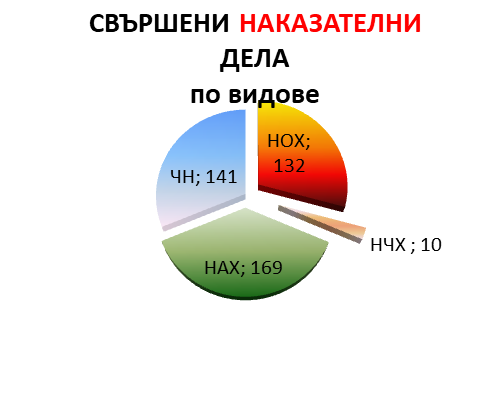 СВЪРШЕНИ НАКАЗАТЕЛНИ
ДЕЛА
по видове
НОХ;
132
ЧН; 141
НЧХ ; 10
НАХ; 169